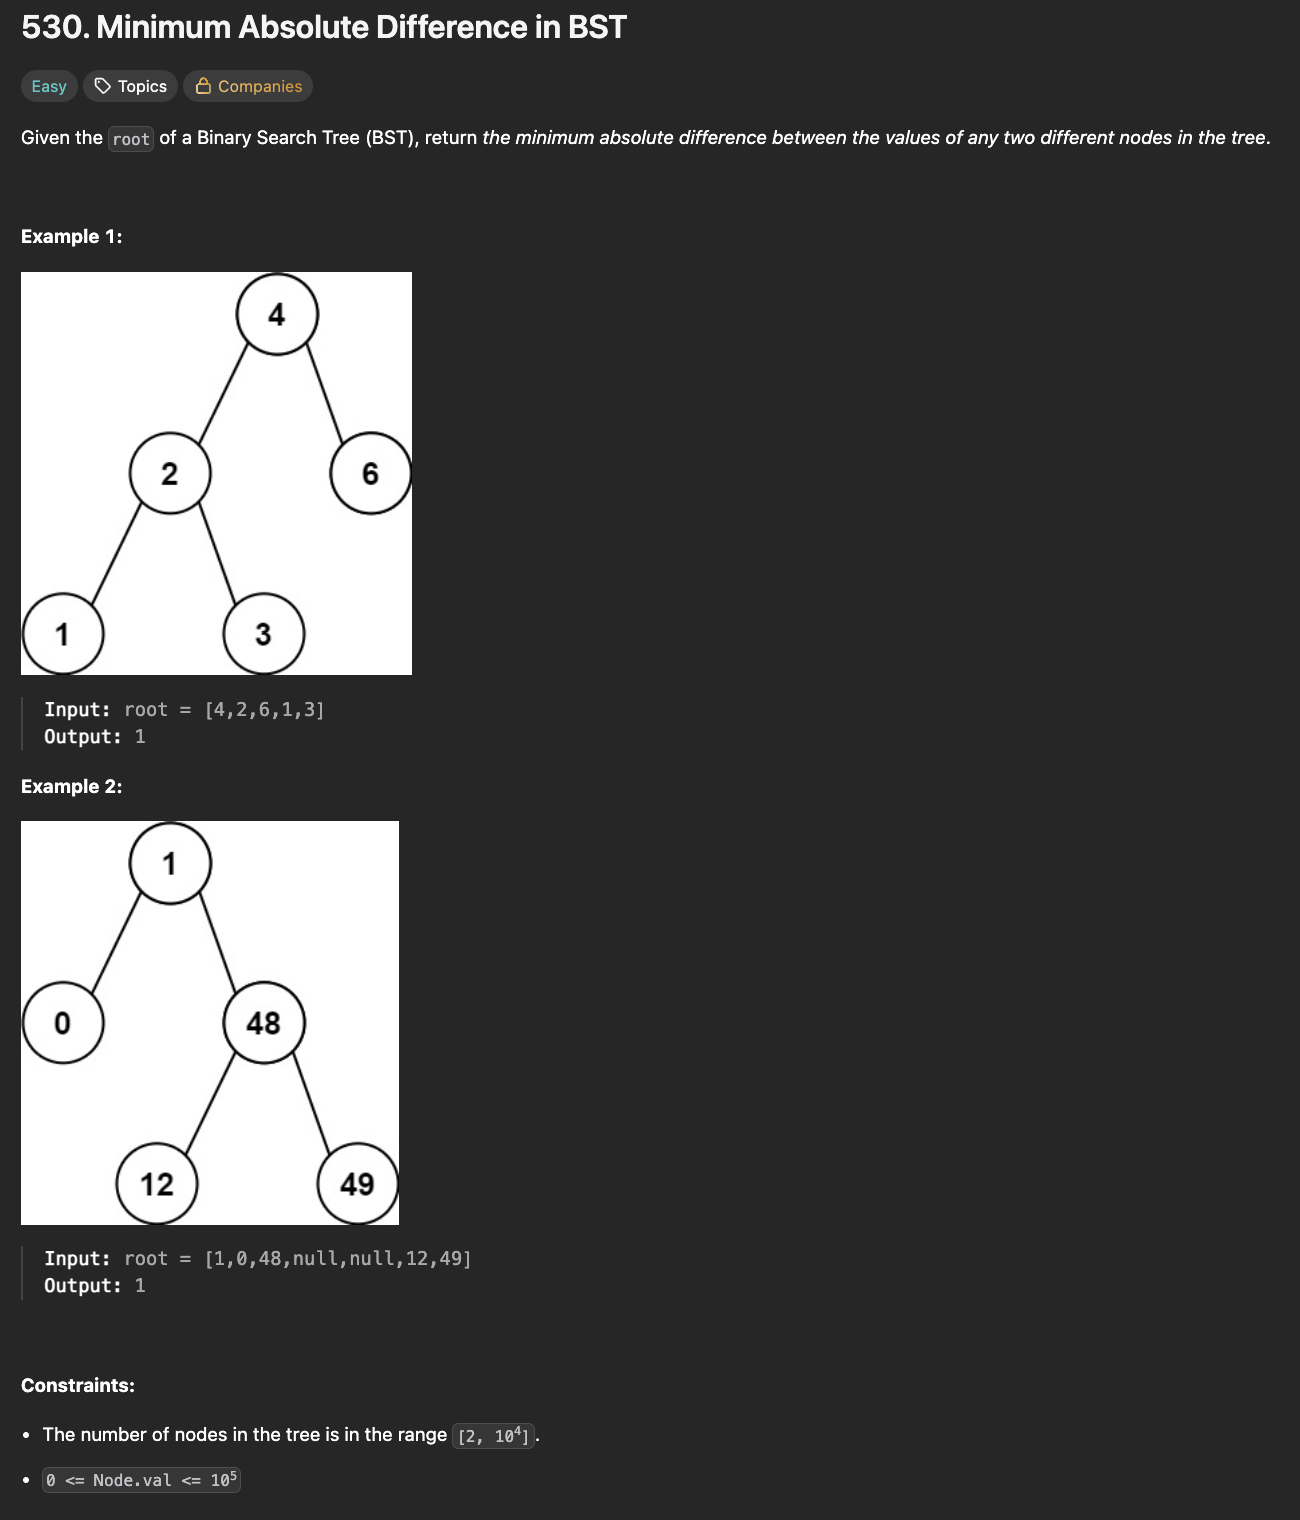 530. Minimum Absolute Difference in BST
Easy Topics Companies
Given the root of a Binary Search Tree (BST), return the minimum absolute difference between the values of any two different nodes in the tree.
Example 1:
4
2 6
1 3
Input: root = [4,2,6,1,3]
Output: 1
Example 2:
1
0 48
12 49
Input: root = [1,0,48,null,null,12,49]
Output: 1
Constraints:
• The number of nodes in the tree is in the range [2, 10⁴].
• 0 <= Node.val <= 10⁵